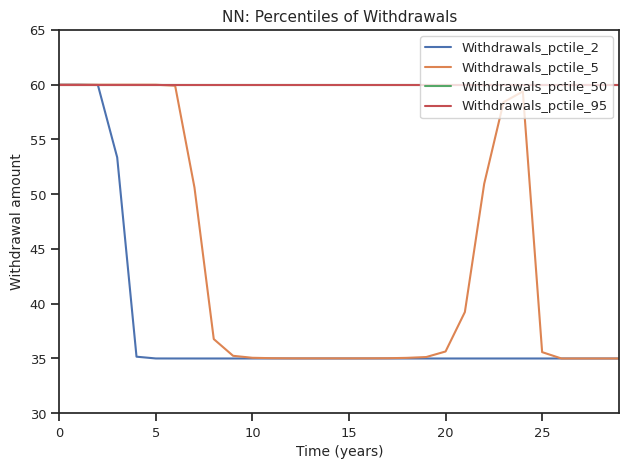 NN: Percentiles of Withdrawals
65
60
55
50
45
40
35
30
Withdrawal amount
Withdrawals_pctile_2
Withdrawals_pctile_5
Withdrawals_pctile_50
Withdrawals_pctile_95
0 5 10 15 20 25
Time (years)